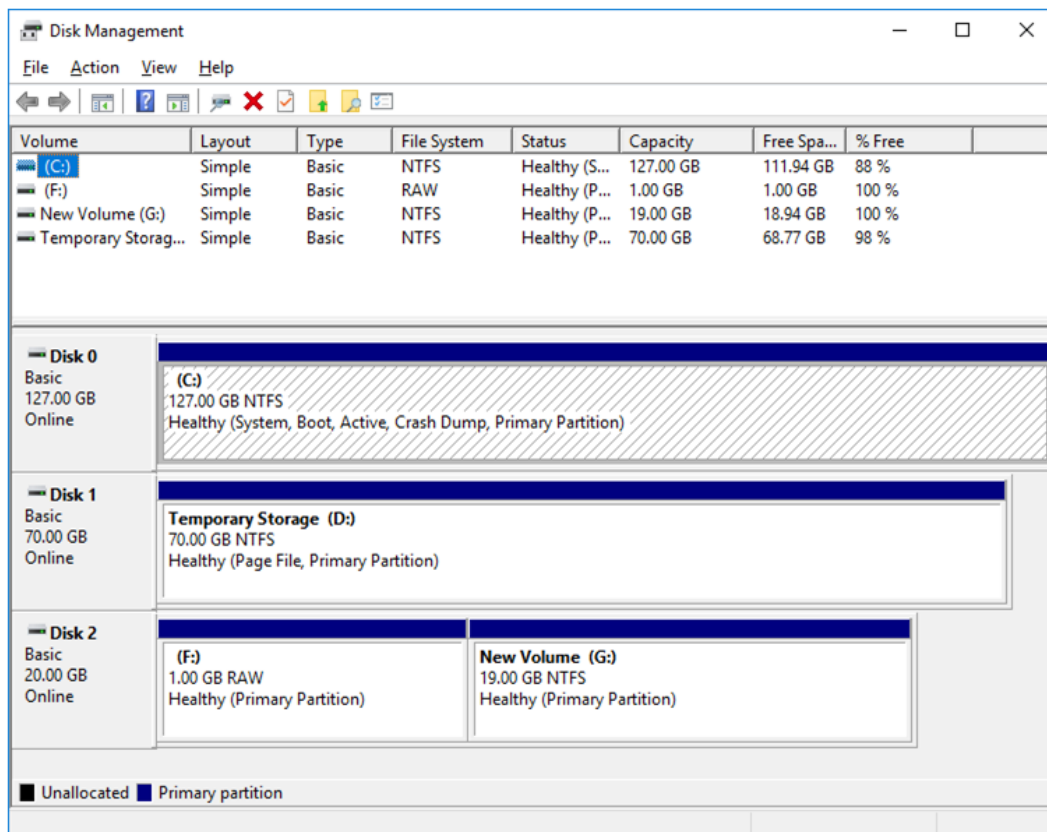 Disk Management
File Action View Help
Volume Layout Type File System Status Capacity Free Spa... % Free
(C:) Simple Basic NTFS Healthy (S... 127.00 GB 111.94 GB 88 %
(F:) Simple Basic RAW Healthy (P... 1.00 GB 1.00 GB 100 %
New Volume (G:) Simple Basic NTFS Healthy (P... 19.00 GB 18.94 GB 100 %
Temporary Storag... Simple Basic NTFS Healthy (P... 70.00 GB 68.77 GB 98 %
Disk 0
Basic
127.00 GB
Online
(C:)
127.00 GB NTFS
Healthy (System, Boot, Active, Crash Dump, Primary Partition)
Disk 1
Basic
70.00 GB
Online
Temporary Storage (D:)
70.00 GB NTFS
Healthy (Page File, Primary Partition)
Disk 2
Basic
20.00 GB
Online
(F:)
1.00 GB RAW
Healthy (Primary Partition)
New Volume (G:)
19.00 GB NTFS
Healthy (Primary Partition)
Unallocated Primary partition